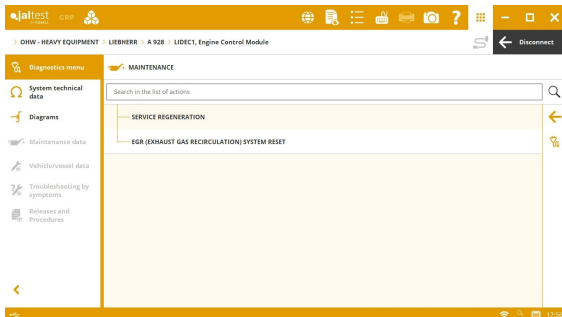 jaltest GRP
OHW - HEAVY EQUIPMENT > LIEBHERR > A 928 > LIDEC1, Engine Control Module
Disconnect
Diagnostics menu
MAINTENANCE
System technical
data
Search in the list of actions
Diagrams
SERVICE REGENERATION
Maintenance data
EGR (EXHAUST GAS RECIRCULATION) SYSTEM RESET
Vehicle/vessel data
Troubleshooting by
symptoms
Releases and
Procedures